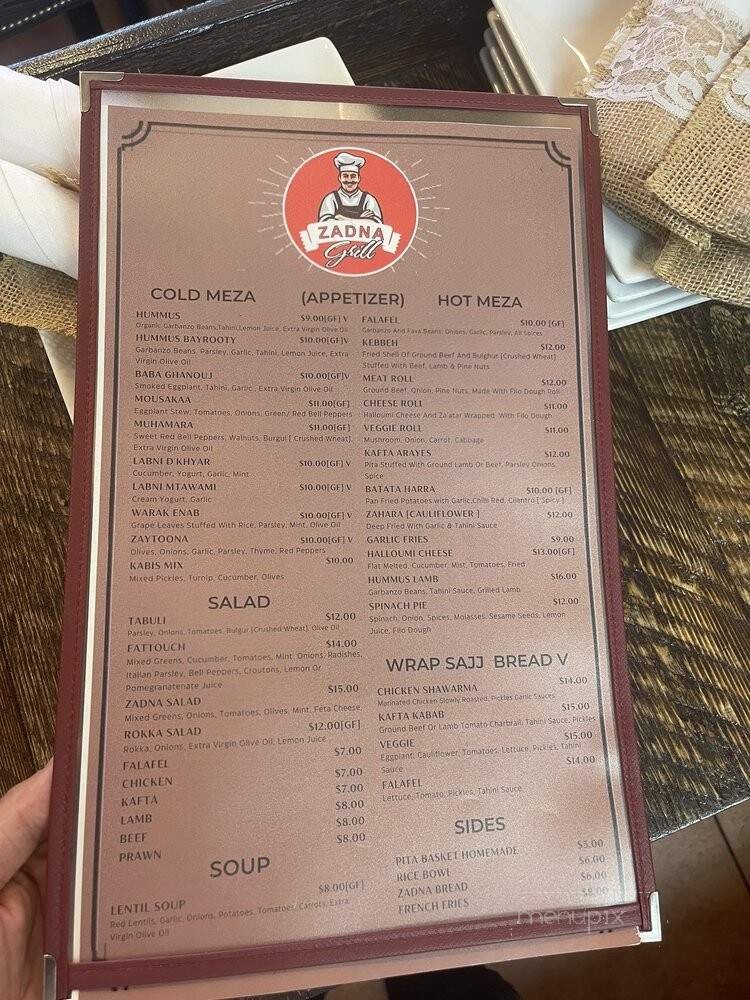 ZADNA
Grill
COLD MEZA (APPETIZER) HOT MEZA
HUMMUS $9.00[GF] V
Organic Garbanzo Beans,Tahini,Lemon Juice, Extra Virgin Olive Oil
HUMMUS BAYROOTY $10.00[GF]V
Garbanzo Beans, Parsley, Garlic, Tahini, Lemon Juice, Extra
Virgin Olive Oil
BABA GHANOUJ $10.00[GF]V
Smoked Eggplant, Tahini, Garlic , Extra Virgin Olive Oil
MOUSAKAA $11.00[GF]
Eggplant Stew, Tomatoes, Onions, Green/ Red Bell Peppers
MUHAMARA $11.00[GF]
Sweet Red Bell Peppers, Walnuts, Burgul [ Crushed Wheat],
Extra Virgin Olive Oil
LABNI D'KHYAR $10.00[GF] V
Cucumber, Yogurt, Garlic, Mint
LABNI MTAWAMI $10.00[GF] V
Cream Yogurt, Garlic
WARAK ENAB $10.00[GF] V
Grape Leaves Stuffed With Rice, Parsley, Mint, Olive Oil
ZAYTOONA $10.00[GF] V
Olives, Onions, Garlic, Parsley, Thyme, Red Peppers
KABIS MIX $10.00
Mixed Pickles, Turnip, Cucumber, Olives
SALAD
TABULI $12.00
Parsley, Onions, Tomatoes, Bulgur [Crushed Wheat], Olive Oil
FATTOUCH $14.00
Mixed Greens, Cucumber, Tomatoes, Mint, Onions, Radishes,
Italian Parsley, Bell Peppers, Croutons, Lemon Or
Pomegranatenate Juice
ZADNA SALAD $15.00
Mixed Greens, Onions, Tomatoes, Olives, Mint, Feta Cheese,
ROKKA SALAD $12.00[GF]
Rokka, Onions, Extra Virgin Olive Oil, Lemon Juice
FALAFEL $7.00
CHICKEN $7.00
KAFTA $7.00
LAMB $8.00
BEEF $8.00
PRAWN $8.00
SOUP
LENTIL SOUP $8.00[GF]
Red Lentils, Garlic, Onions, Potatoes, Tomatoes, Carrots, Extra
Virgin Olive Oil
FALAFEL $10.00 [GF]
Garbanzo And Fava Beans, Onions, Garlic, Parsley, All Spices
KEBBEH $12.00
Fried Shell Of Ground Beef And Bulghur [Crushed Wheat]
Stuffed With Beef, Lamb & Pine Nuts
MEAT ROLL $12.00
Ground Beef, Onion, Pine Nuts, Made With Filo Dough Roll
CHEESE ROLL $11.00
Halloumi Cheese And Za'atar Wrapped With Filo Dough
VEGGIE ROLL $11.00
Mushroom, Onion, Carrot, Cabbage
KAFTA ARAYES $12.00
Pita Stuffed With Ground Lamb Or Beef, Parsley Onions,
Spice
BATATA HARRA $10.00 [GF]
Pan Fried Potatoes with Garlic,Chilli Red, Cilantro [ Spicy ]
ZAHARA [CAULIFLOWER ] $12.00
Deep Fried With Garlic & Tahini Sauce
GARLIC FRIES $9.00
HALLOUMI CHEESE $13.00[GF]
Flat Melted, Cucumber, Mist, Tomatoes, Fried
HUMMUS LAMB $16.00
Garbanzo Beans, Tahini Sauce, Grilled Lamb
SPINACH PIE $12.00
Spinach, Onion, Spices, Molasses, Sesame Seeds, Lemon
Juice, Filo Dough
WRAP SAJJ BREAD V
CHICKEN SHAWARMA $14.00
Marinated Chicken Slowly Roasted, Pickles Garlic Sauces
KAFTA KABAB $15.00
Ground Beef Or Lamb Tomato Charbrail, Tahini Sauce, Pickles
VEGGIE $15.00
Eggplant, Cauliflower, Tomatoes, Lettuce, Pickles, Tahini
Sauce
FALAFEL $14.00
Lettuce, Tomato, Pickles, Tahini Sauce
SIDES
PITA BASKET HOMEMADE $5.00
RICE BOWL $6.00
ZADNA BREAD $6.00
FRENCH FRIES $8.00
menupix